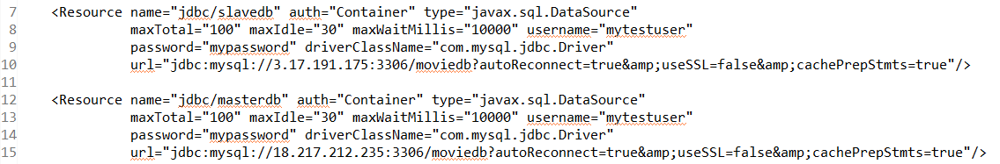 7 <Resource name="jdbc/slavedb" auth="Container" type="javax.sql.DataSource"
8 maxTotal="100" maxIdle="30" maxWaitMillis="10000" username="mytestuser"
9 password="mypassword" driverClassName="com.mysql.jdbc.Driver"
10 url="jdbc:mysql://3.17.191.175:3306/moviedb?autoReconnect=true&amp;useSSL=false&amp;cachePrepStmts=true"/>
11
12 <Resource name="jdbc/masterdb" auth="Container" type="javax.sql.DataSource"
13 maxTotal="100" maxIdle="30" maxWaitMillis="10000" username="mytestuser"
14 password="mypassword" driverClassName="com.mysql.jdbc.Driver"
15 url="jdbc:mysql://18.217.212.235:3306/moviedb?autoReconnect=true&amp;useSSL=false&amp;cachePrepStmts=true"/>